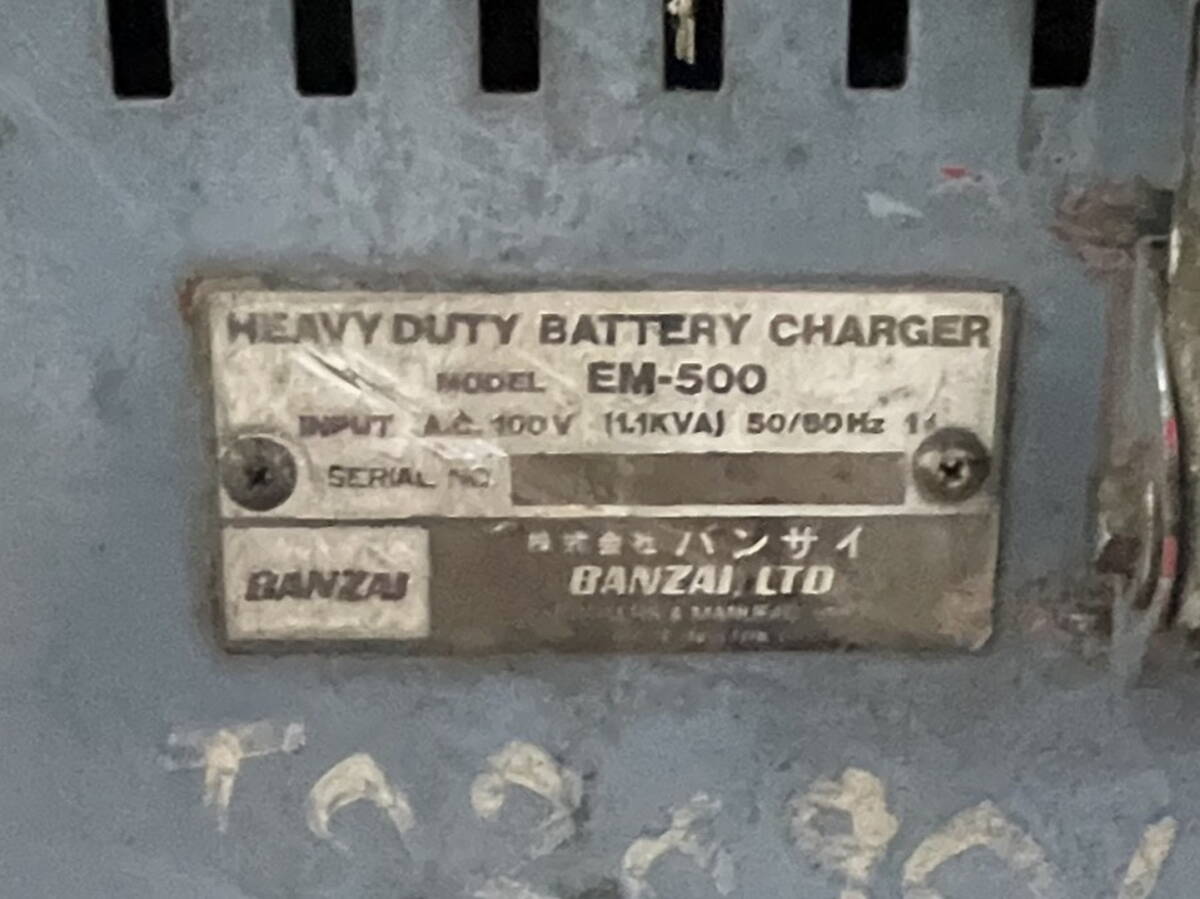 HEAVY DUTY BATTERY CHARGER
MODEL EM-500
INPUT A.C. 100V (1.1KVA) 50/60Hz
SERIAL NO.
株式会社 バンザイ
BANZAI
BANZAI, LTD